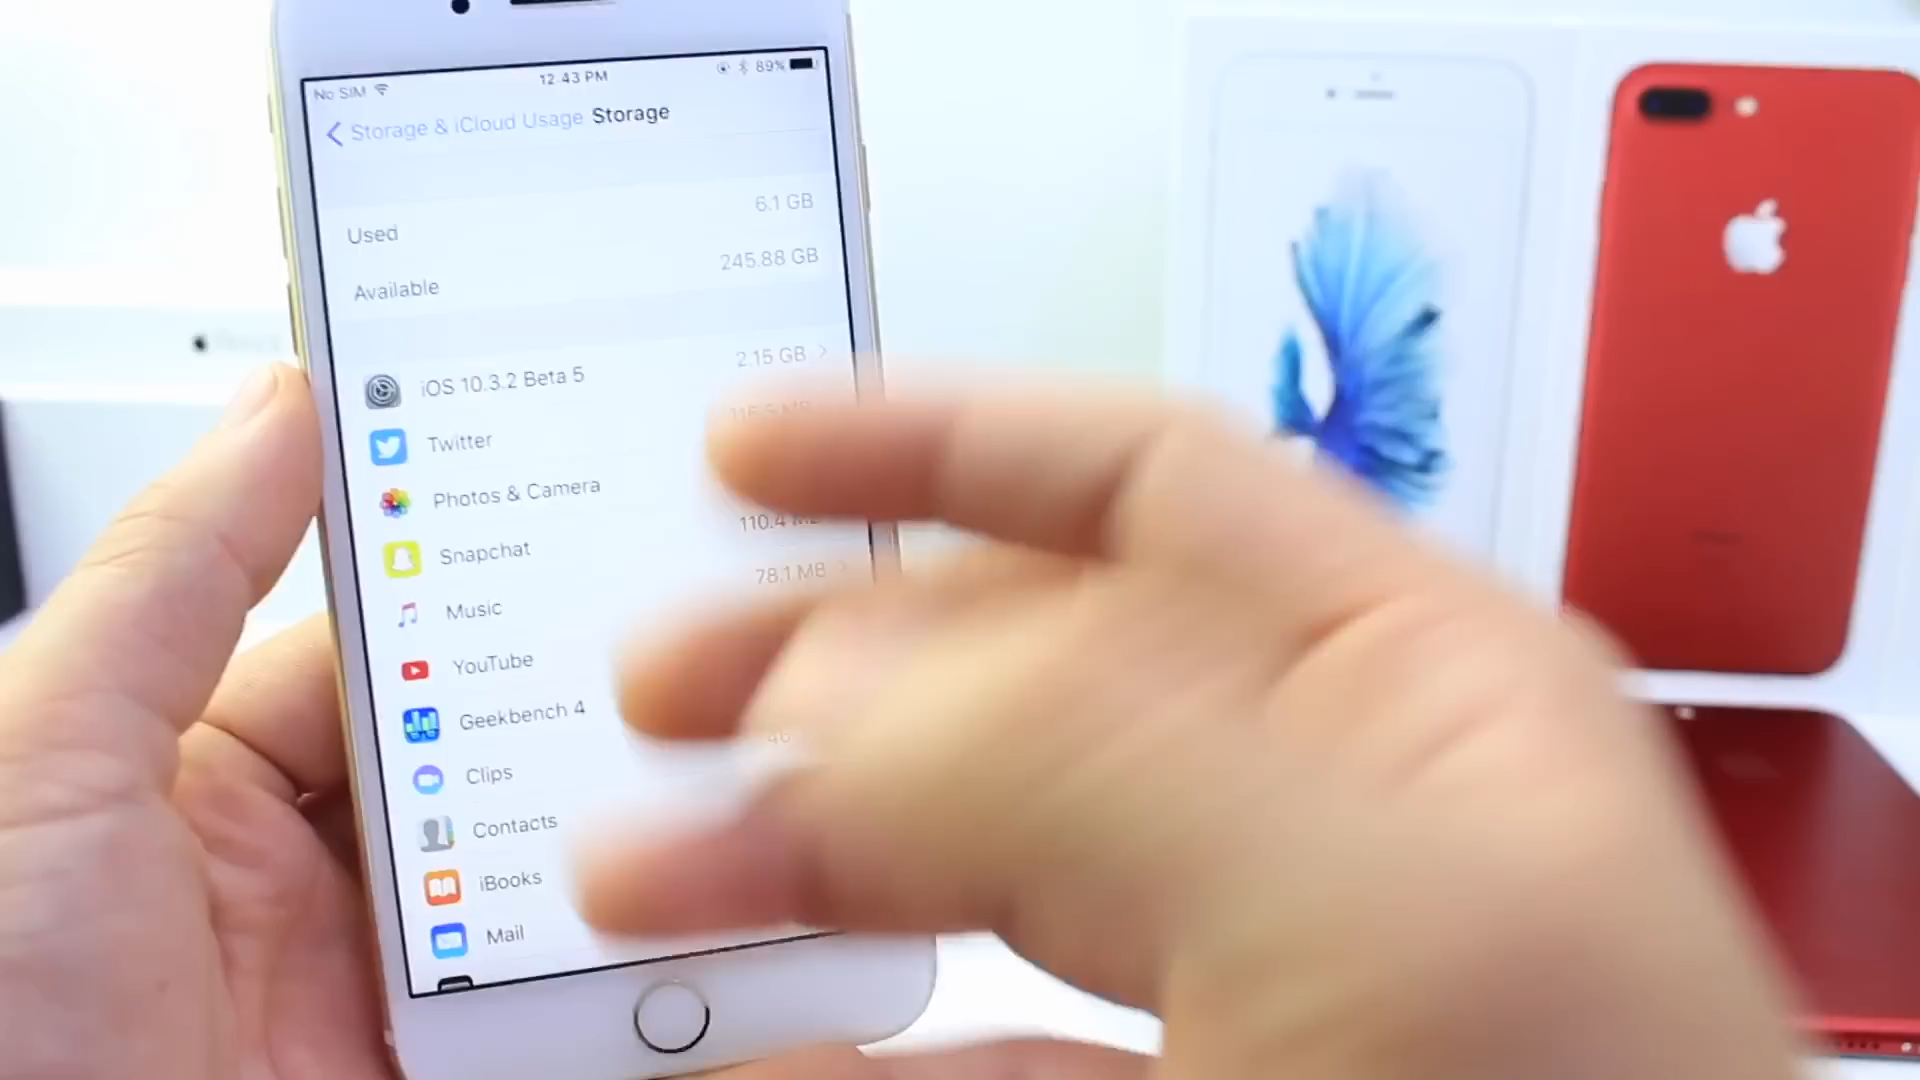 No SIM 12:43 PM 89%
Storage & iCloud Usage Storage
Used 6.1 GB
Available 245.88 GB
iOS 10.3.2 Beta 5 2.15 GB
Twitter
Photos & Camera
Snapchat 110.4
Music 78.1 MB
YouTube
Geekbench 4
Clips
Contacts
iBooks
Mail